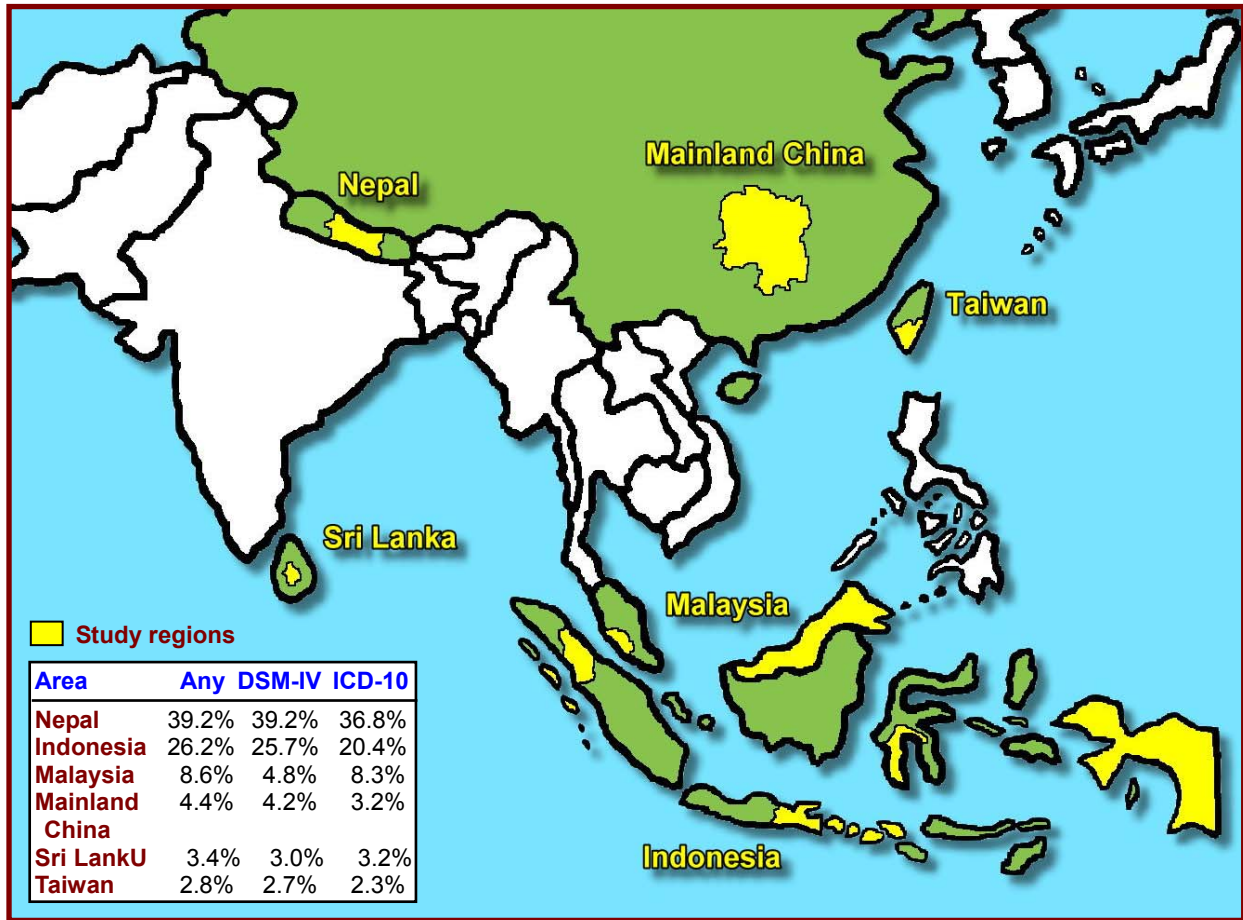 Mainland China
Nepal
Taiwan
Sri Lanka
Malaysia
Study regions
Area Any DSM-IV ICD-10
Nepal 39.2% 39.2% 36.8%
Indonesia 26.2% 25.7% 20.4%
Malaysia 8.6% 4.8% 8.3%
Mainland 4.4% 4.2% 3.2%
China
Sri LankU 3.4% 3.0% 3.2%
Taiwan 2.8% 2.7% 2.3%
Indonesia